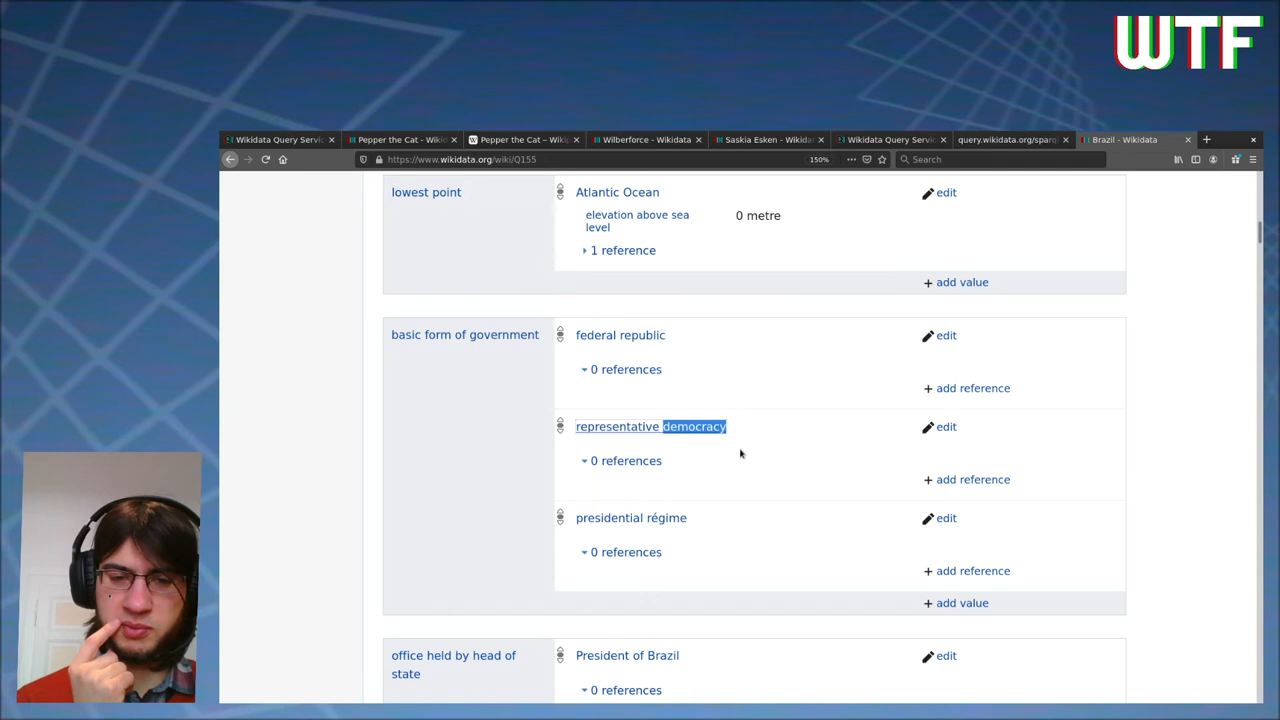 WTF
Wikidata Query Servic
Pepper the Cat - Wikin
Pepper the Cat – Wikip
Wilberforce - Wikidata
Saskia Esken - Wikidat
Wikidata Query Servic
query.wikidata.org/sparq
Brazil - Wikidata
https://www.wikidata.org/wiki/Q155
150%
Search
lowest point
Atlantic Ocean
edit
elevation above sea
level
0 metre
1 reference
+ add value
basic form of government
federal republic
edit
0 references
+ add reference
representative democracy
edit
0 references
+ add reference
presidential régime
edit
0 references
+ add reference
+ add value
office held by head of
state
President of Brazil
edit
0 references